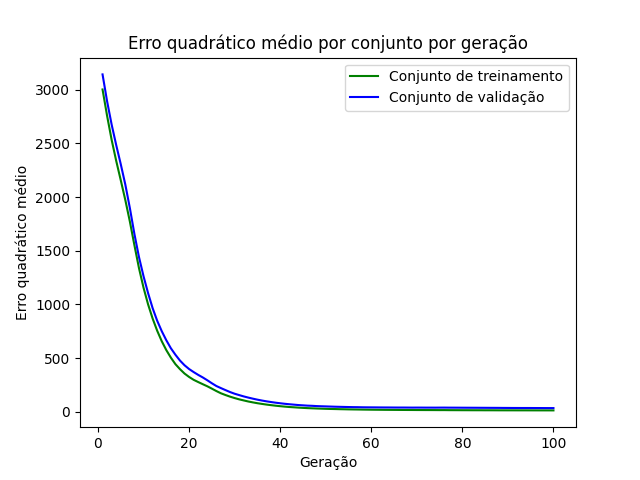 Erro quadrático médio por conjunto por geração
Conjunto de treinamento
Conjunto de validação
Erro quadrático médio
3000
2500
2000
1500
1000
500
0
0 20 40 60 80 100
Geração